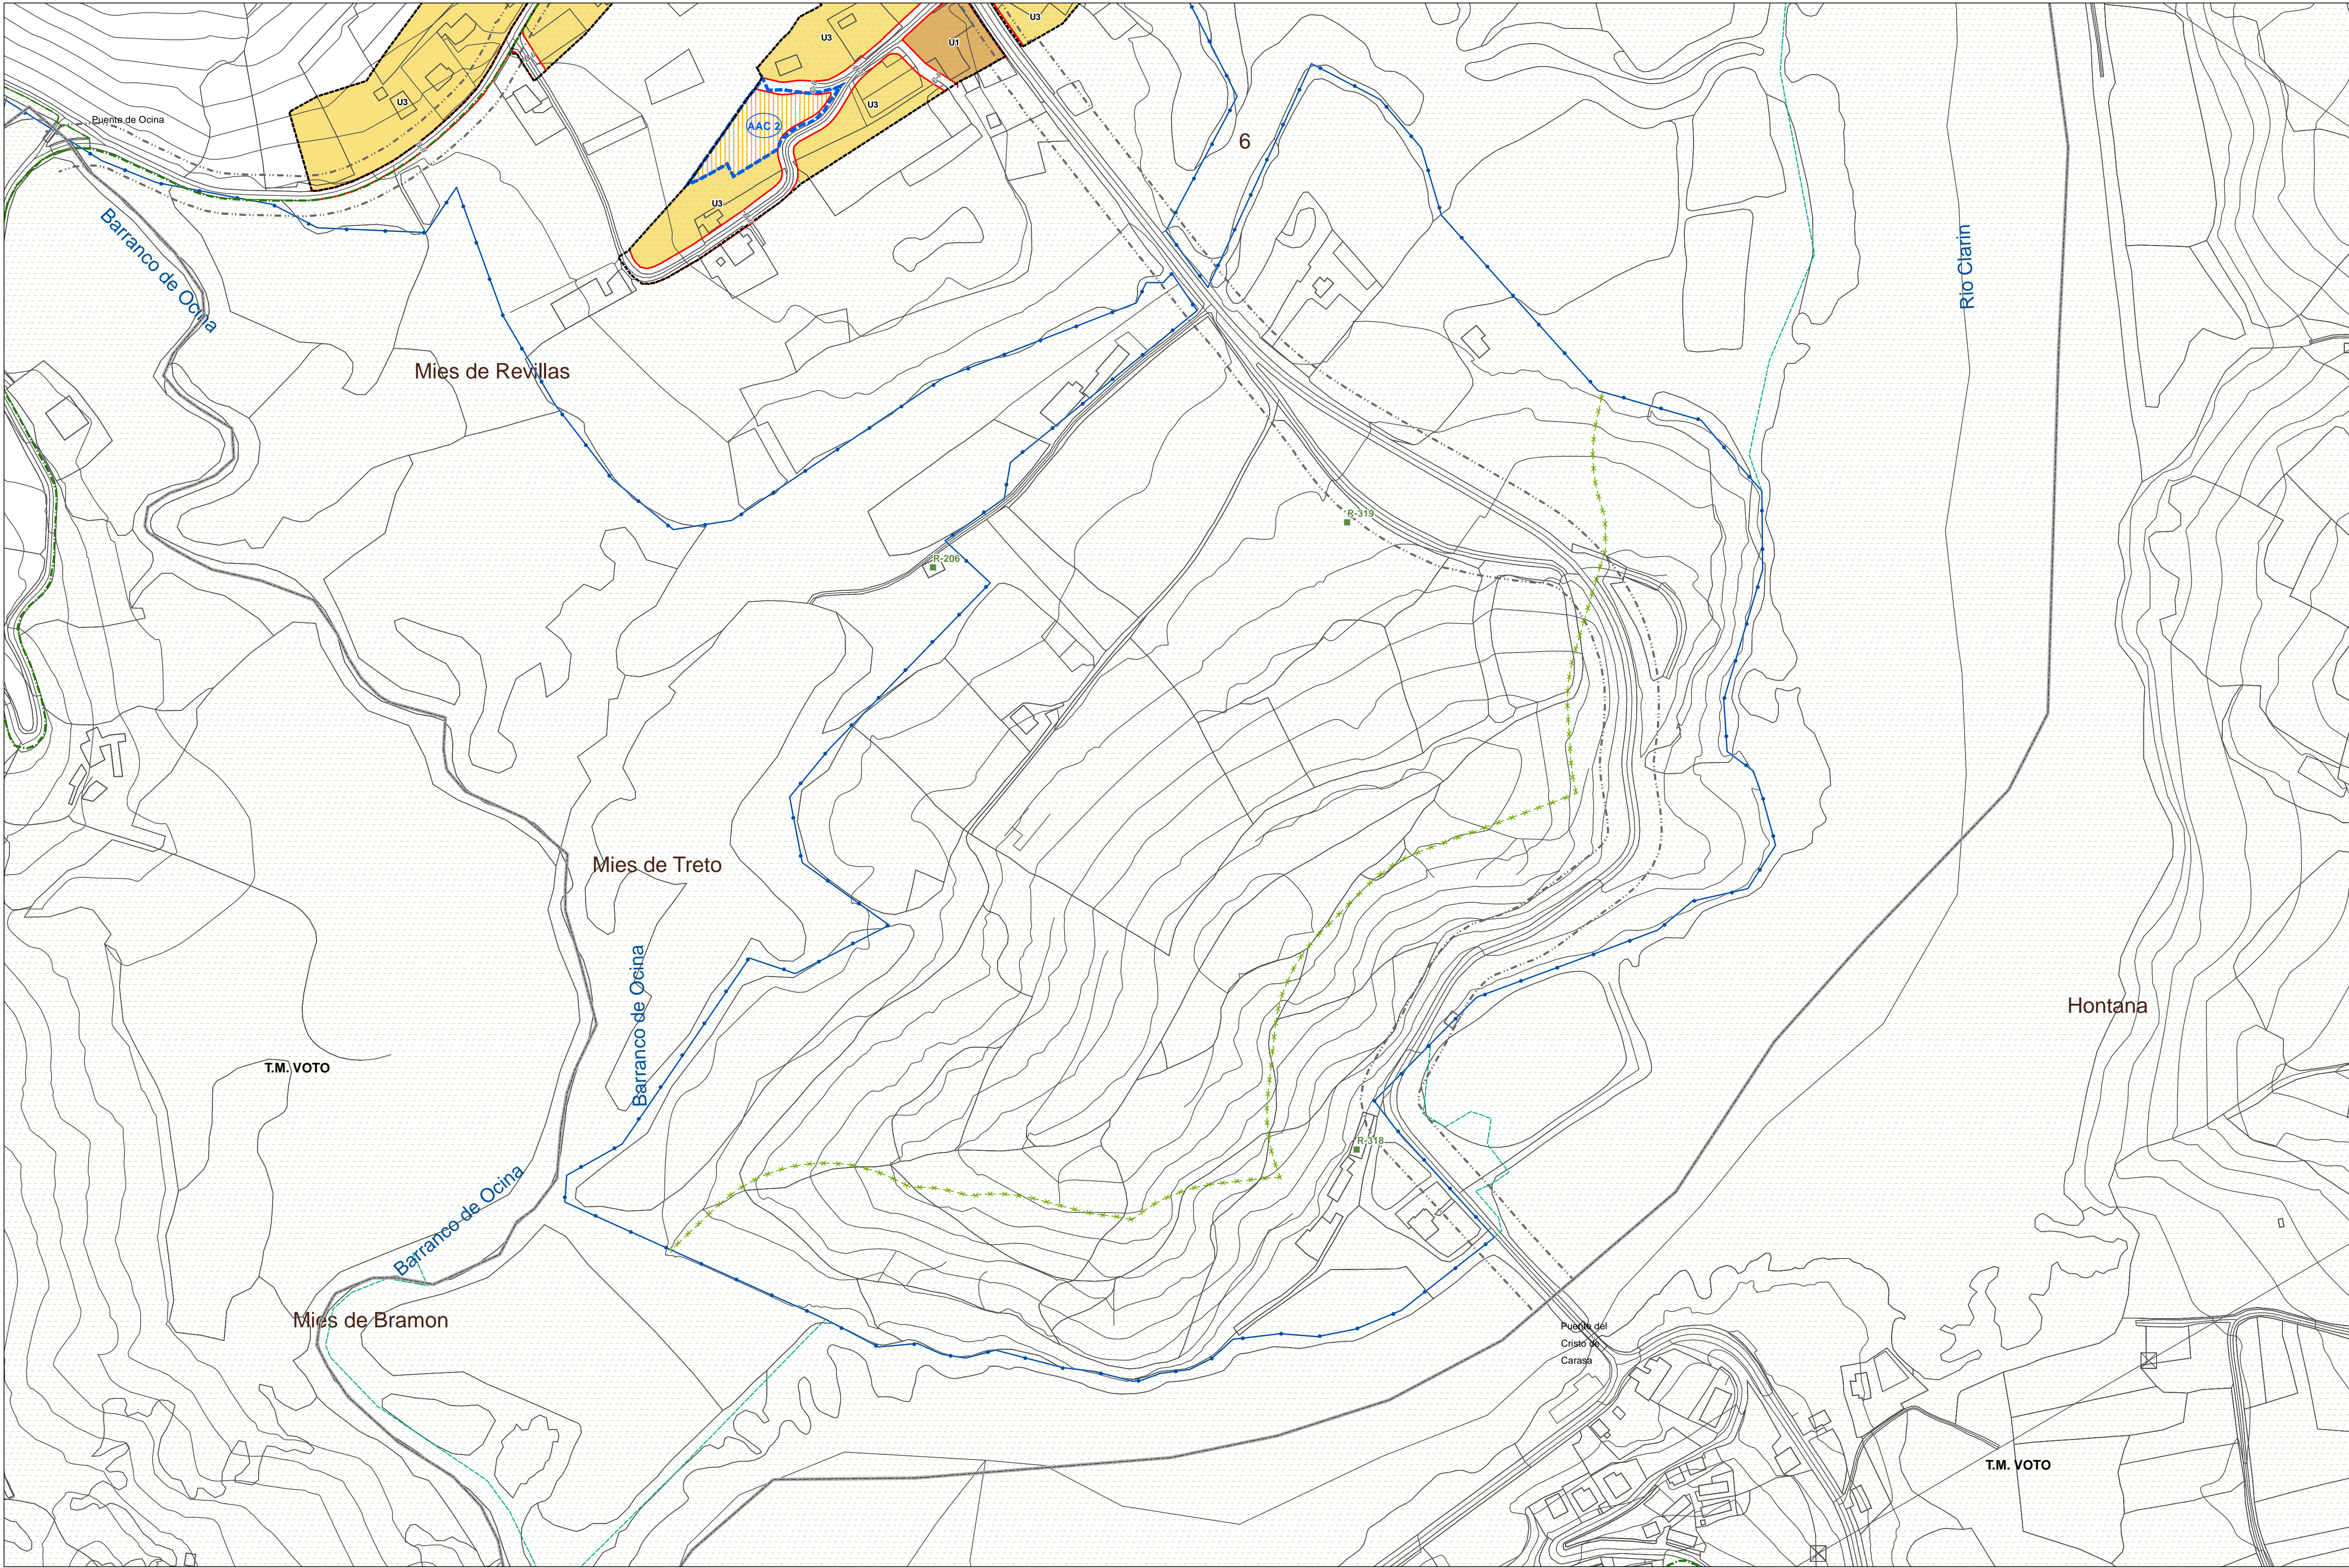 U3
U3
U1
U3
U3
AAC 2
Puente de Ocina
6
U3
Barranco de Ocina
Rio Clarin
Mies de Revillas
R-319
R-206
Mies de Treto
Barranco de Ocina
Hontana
T.M. VOTO
R-318
Barranco de Ocina
Mies de Bramon
Puente del
Cristo de
Carasa
T.M. VOTO